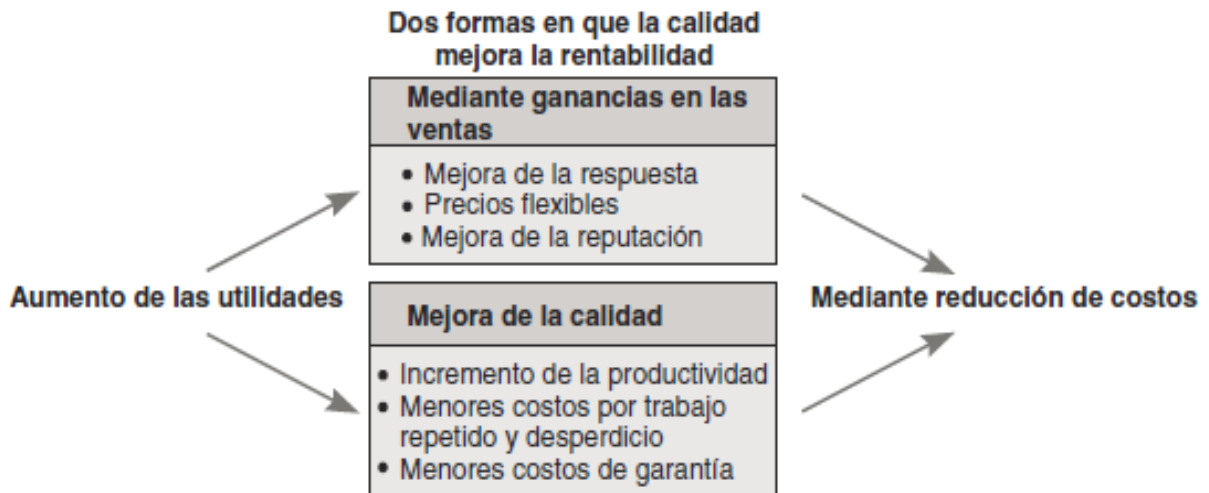 Dos formas en que la calidad
mejora la rentabilidad
Mediante ganancias en las
ventas
• Mejora de la respuesta
• Precios flexibles
• Mejora de la reputación
Aumento de las utilidades
Mejora de la calidad
• Incremento de la productividad
• Menores costos por trabajo
repetido y desperdicio
• Menores costos de garantía
Mediante reducción de costos